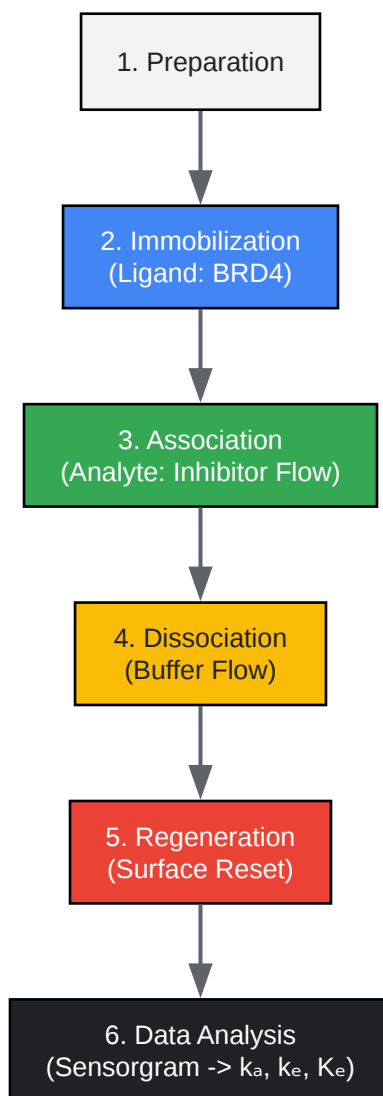 1. Preparation
2. Immobilization
(Ligand: BRD4)
3. Association
(Analyte: Inhibitor Flow)
4. Dissociation
(Buffer Flow)
5. Regeneration
(Surface Reset)
6. Data Analysis
(Sensorgram -> kₐ, kₑ, Kₑ)